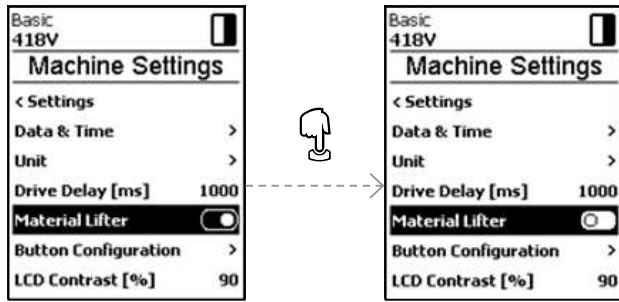 Basic
418V
Machine Settings
< Settings
Data & Time >
Unit >
Drive Delay [ms] 1000
Material Lifter
Button Configuration >
LCD Contrast [%] 90
Basic
418V
Machine Settings
< Settings
Data & Time >
Unit >
Drive Delay [ms] 1000
Material Lifter
Button Configuration >
LCD Contrast [%] 90